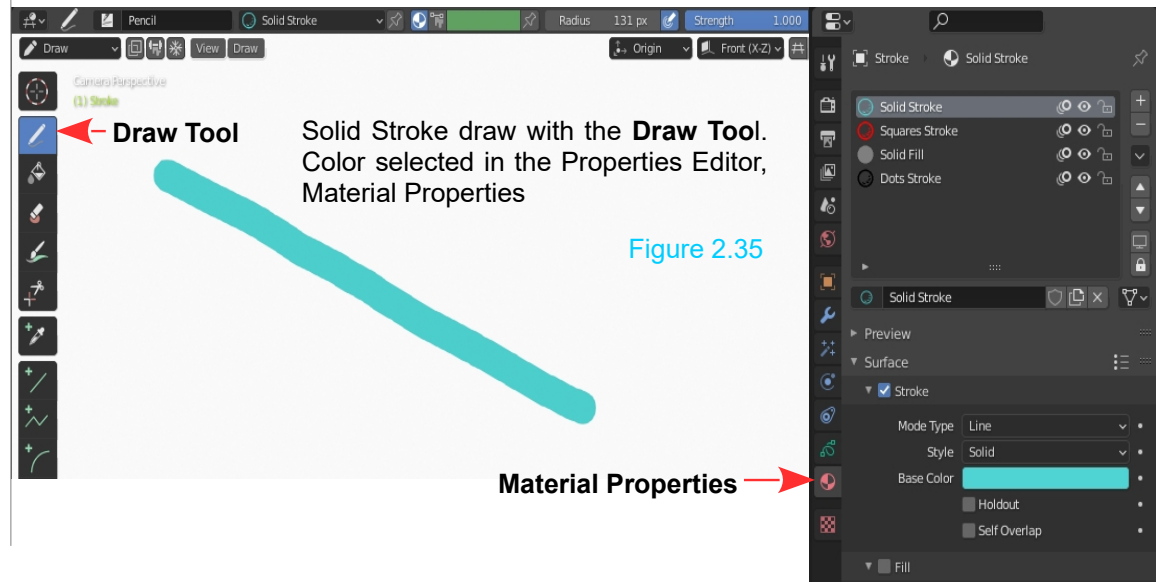 Pencil Solid Stroke Radius 131 px Strength 1.000
Draw View Draw Origin Front (X-Z)
Camera Perspective
(1) Stroke
Draw Tool
Solid Stroke draw with the Draw Tool.
Color selected in the Properties Editor,
Material Properties
Figure 2.35
Material Properties
Stroke Solid Stroke
Solid Stroke
Squares Stroke
Solid Fill
Dots Stroke
Solid Stroke
Preview
Surface
Stroke
Mode Type Line
Style Solid
Base Color
Holdout
Self Overlap
Fill